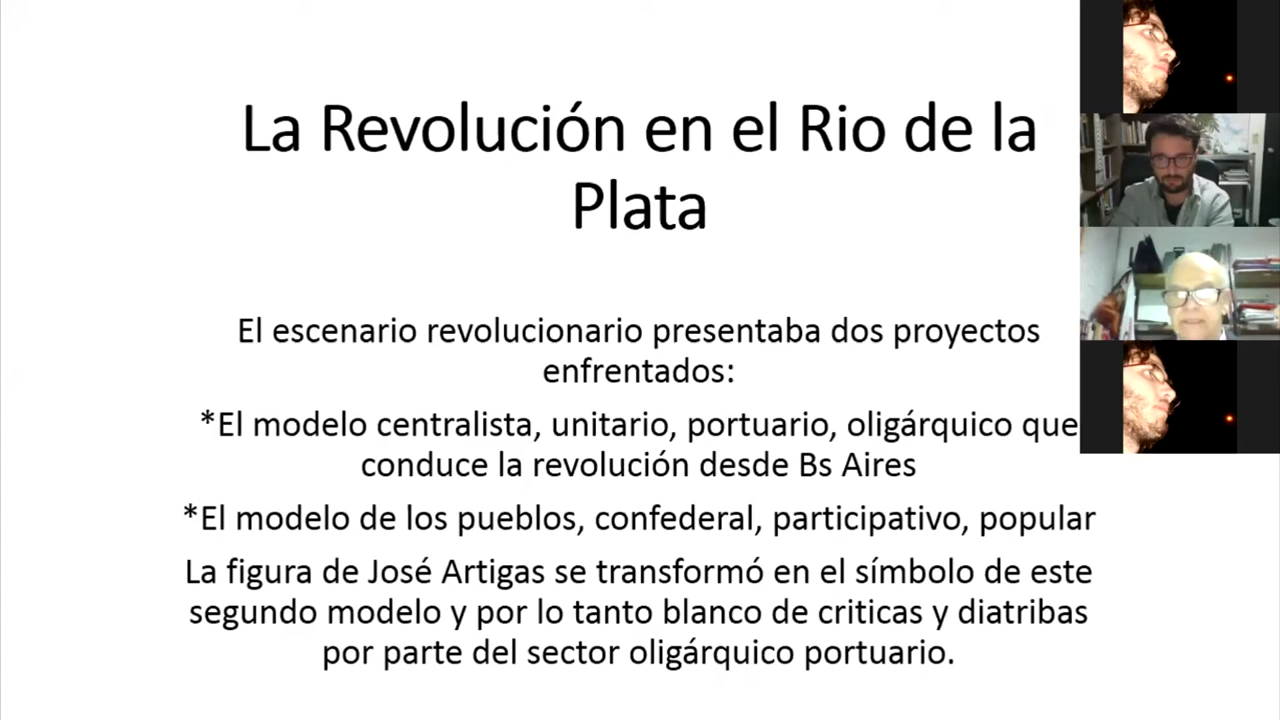 La Revolución en el Rio de la
Plata
El escenario revolucionario presentaba dos proyectos
enfrentados:
*El modelo centralista, unitario, portuario, oligárquico que
conduce la revolución desde Bs Aires
*El modelo de los pueblos, confederal, participativo, popular
La figura de José Artigas se transformó en el símbolo de este
segundo modelo y por lo tanto blanco de criticas y diatribas
por parte del sector oligárquico portuario.